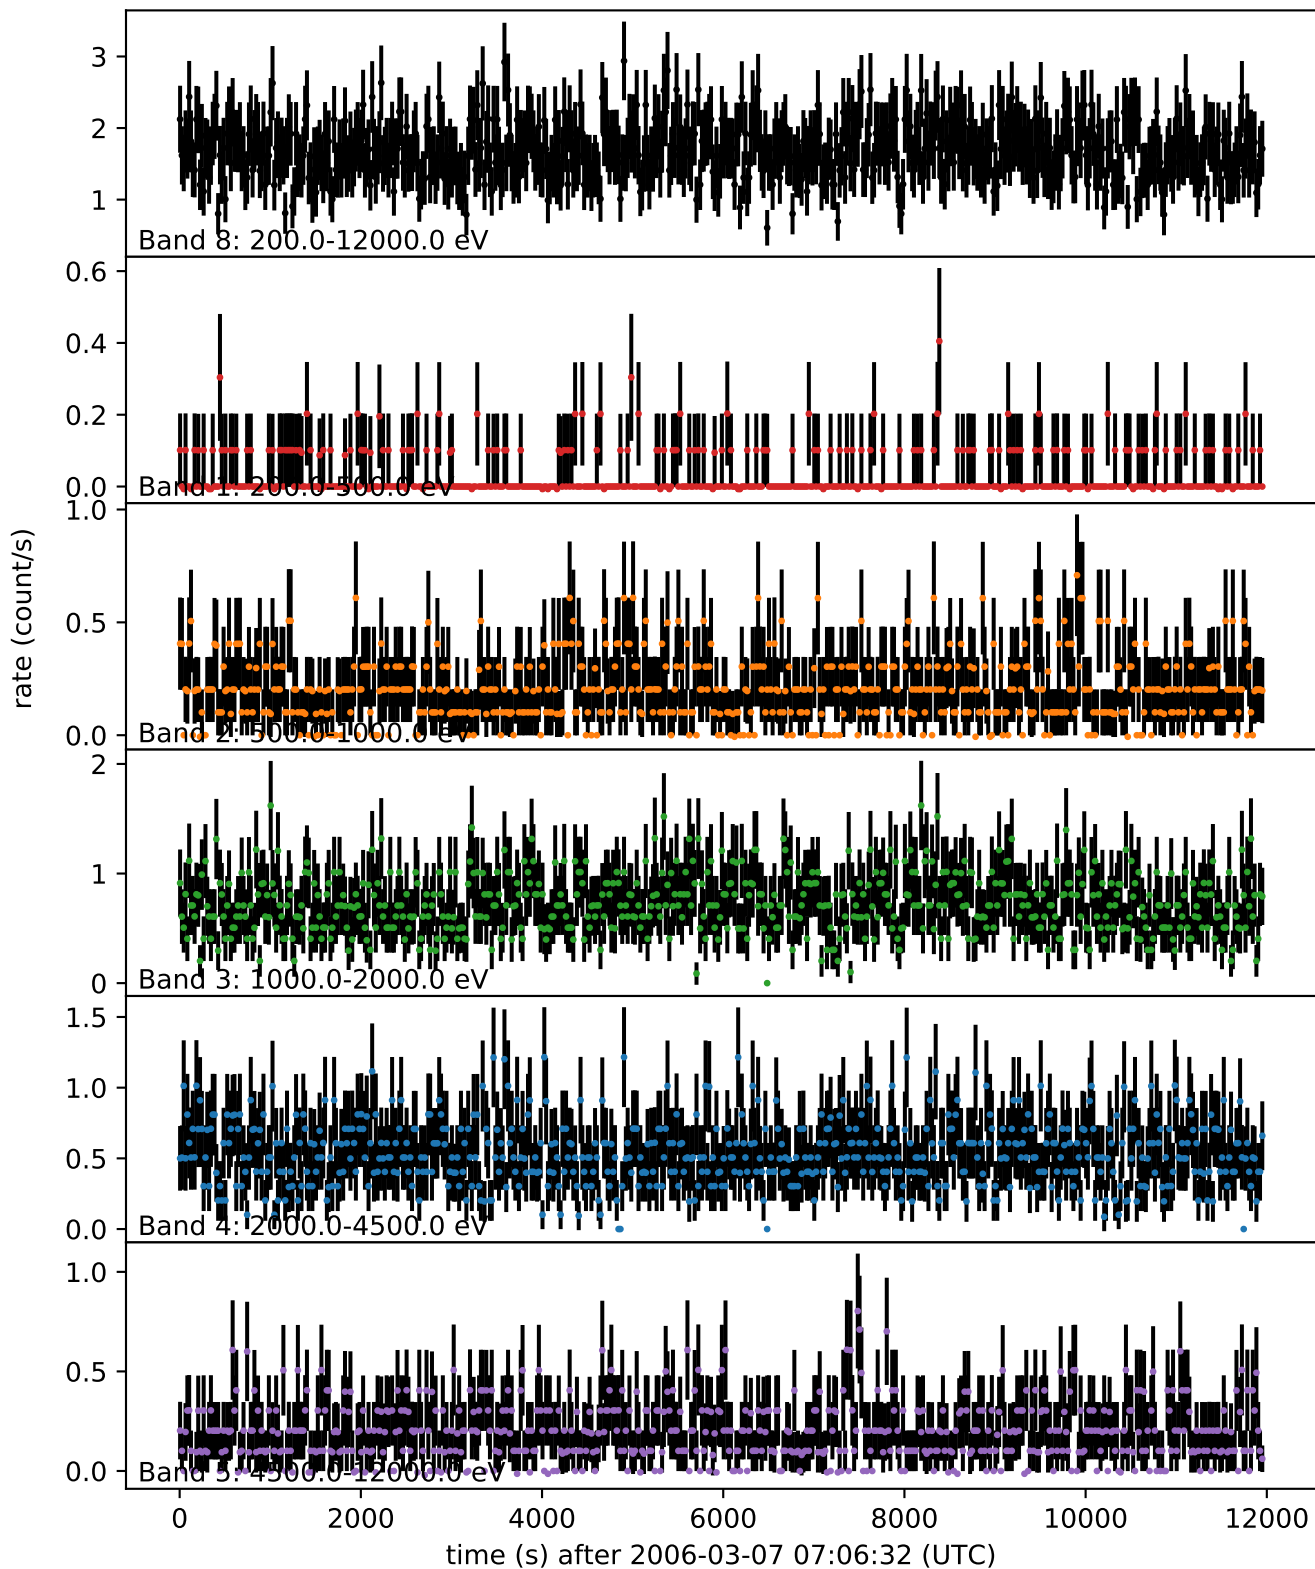 3
2
1
Band 8: 200.0-12000.0 eV
0.6
0.4
0.2
0.0
Band 1: 200.0-500.0 eV
1.0
0.5
0.0
Band 2: 500.0-1000.0 eV
rate (count/s)
2
1
0
Band 3: 1000.0-2000.0 eV
1.5
1.0
0.5
0.0
Band 4: 2000.0-4500.0 eV
1.0
0.5
0.0
Band 5: 4500.0-12000.0 eV
0 2000 4000 6000 8000 10000 12000
time (s) after 2006-03-07 07:06:32 (UTC)